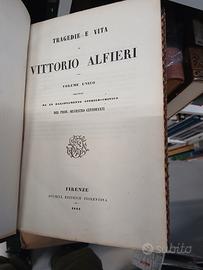 TRAGEDIE E VITA
DI
VITTORIO ALFIERI
VOLUME UNICO
DA UN RAGIONAMENTO STORICO-CRITICO
DEL PROF. SILVESTRO CENTOFANTI
FIRENZE
SOCIETÀ EDITRICE FIORENTINA
subito